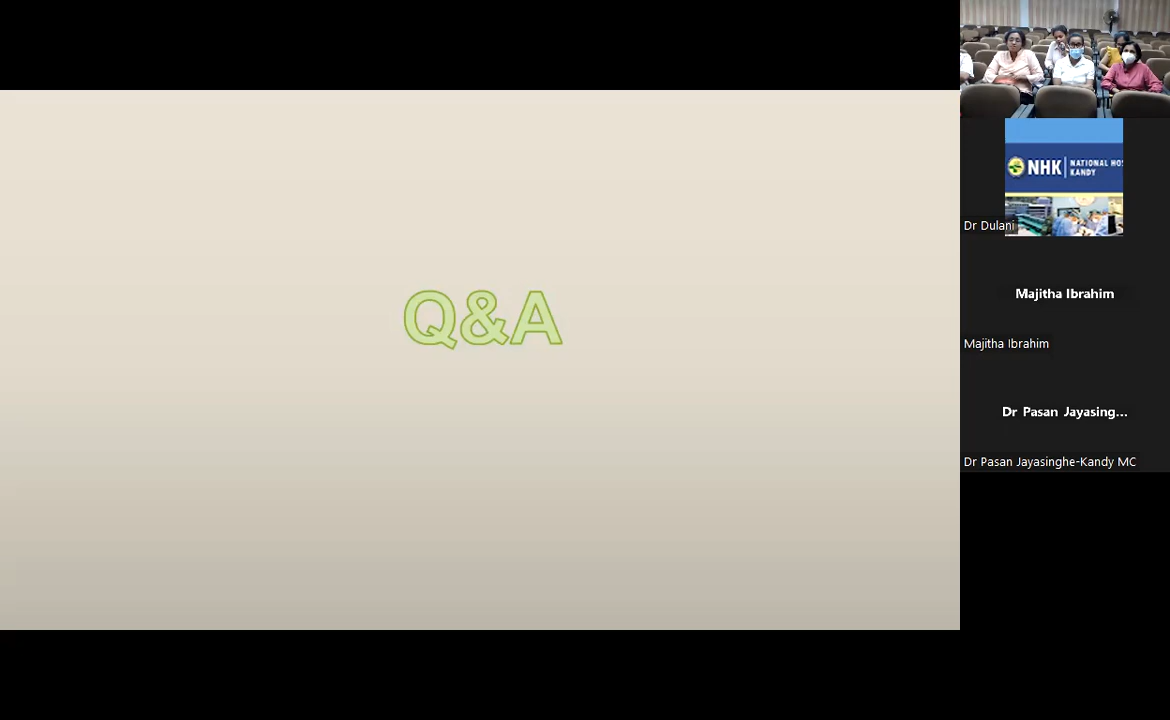 Q&A
NHK
NATIONAL HOS
KANDY
Dr Dulani
Majitha Ibrahim
Majitha Ibrahim
Dr Pasan Jayasing...
Dr Pasan Jayasinghe-Kandy MC